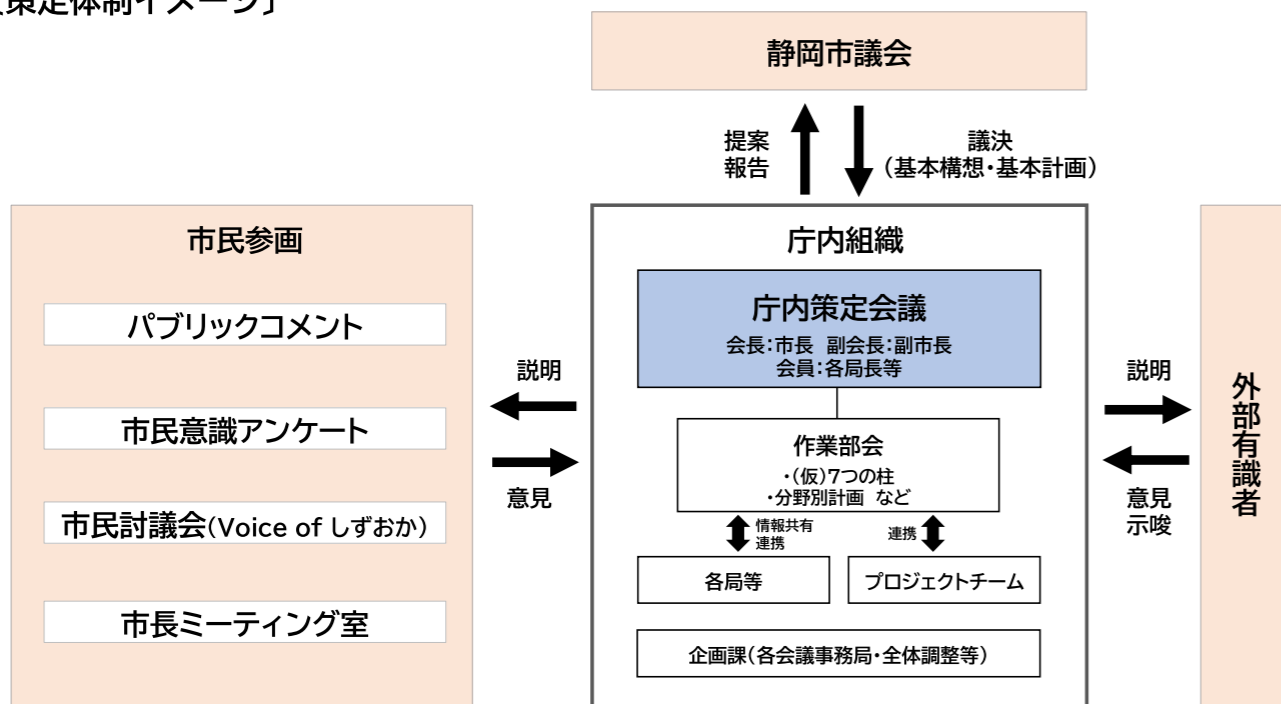 策定体制イメージ］
静岡市議会
提案
報告
議決
（基本構想・基本計画）
市民参画
パブリックコメント
市民意識アンケート
市民討議会(Voice of しずおか)
市長ミーティング室
説明
意見
庁内組織
庁内策定会議
会長：市長 副会長：副市長
会員：各局長等
作業部会
・(仮)7つの柱
・分野別計画 など
情報共有
連携
連携
各局等
プロジェクトチーム
企画課(各会議事務局・全体調整等)
説明
意見
示唆
外部有識者